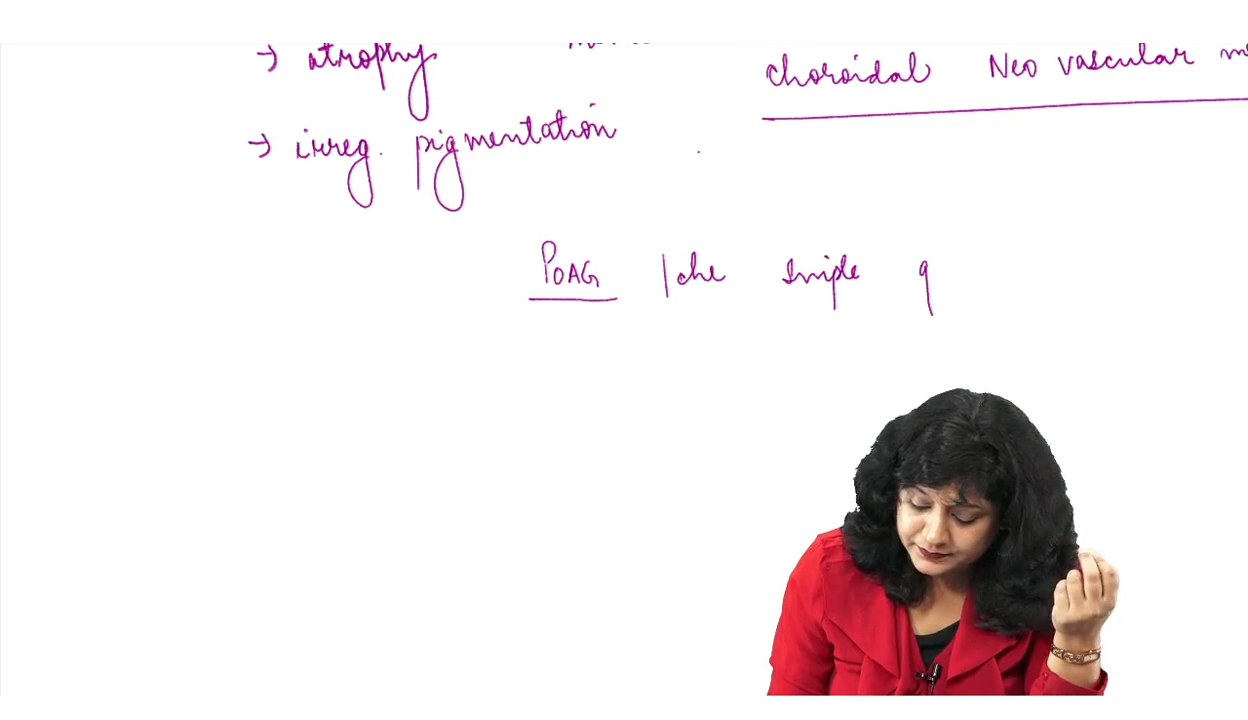 → atrophy
choroidal Neo vascular
→ irreg. pigmentation
POAG / che simple g